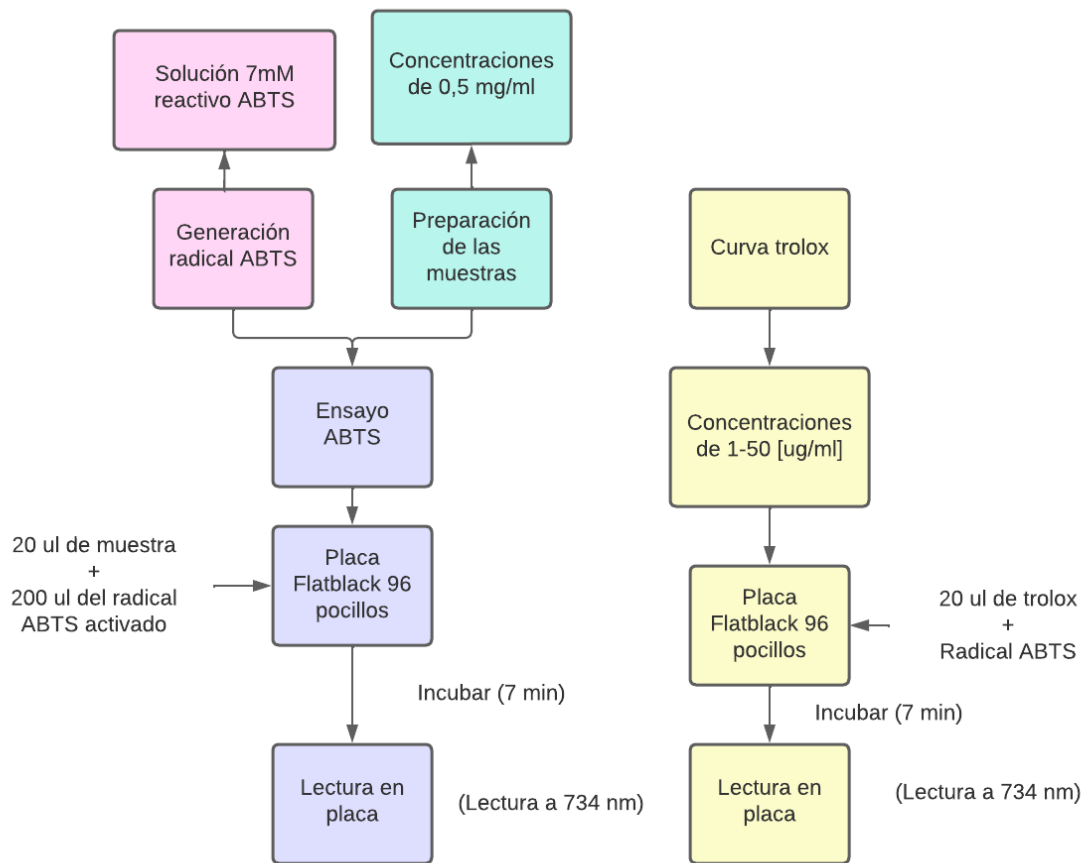 Solución 7mM
reactivo ABTS
Concentraciones
de 0,5 mg/ml
Generación
radical ABTS
Preparación
de las
muestras
Curva trolox
Ensayo
ABTS
Concentraciones
de 1-50 [ug/ml]
20 ul de muestra
+
200 ul del radical
ABTS activado
Placa
Flatblack 96
pocillos
Placa
Flatblack 96
pocillos
20 ul de trolox
+
Radical ABTS
Incubar (7 min)
Incubar (7 min)
Lectura en
placa
(Lectura a 734 nm)
Lectura en
placa
(Lectura a 734 nm)